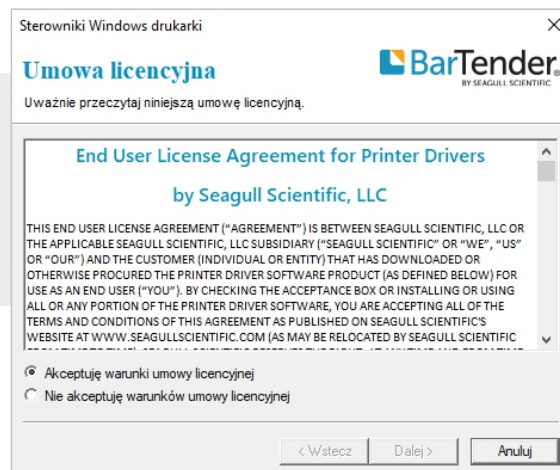 Sterowniki Windows drukarki
Umowa licencyjna
BarTender®
BY SEAGULL SCIENTIFIC
Uważnie przeczytaj niniejszą umowę licencyjną.
End User License Agreement for Printer Drivers
by Seagull Scientific, LLC
THIS END USER LICENSE AGREEMENT (“AGREEMENT”) IS BETWEEN SEAGULL SCIENTIFIC, LLC OR
THE APPLICABLE SEAGULL SCIENTIFIC, LLC SUBSIDIARY (“SEAGULL SCIENTIFIC” OR “WE”, “US”
OR “OUR”) AND THE CUSTOMER (INDIVIDUAL OR ENTITY) THAT HAS DOWNLOADED OR
OTHERWISE PROCURED THE PRINTER DRIVER SOFTWARE PRODUCT (AS DEFINED BELOW) FOR
USE AS AN END USER (“YOU”). BY CHECKING THE ACCEPTANCE BOX OR INSTALLING OR USING
ALL OR ANY PORTION OF THE PRINTER DRIVER SOFTWARE, YOU ARE ACCEPTING ALL OF THE
TERMS AND CONDITIONS OF THIS AGREEMENT AS PUBLISHED ON SEAGULL SCIENTIFIC'S
WEBSITE AT WWW.SEAGULLSCIENTIFIC.COM (AS MAY BE RELOCATED BY SEAGULL SCIENTIFIC
Akceptuję warunki umowy licencyjnej
Nie akceptuję warunków umowy licencyjnej
< Wstecz
Dalej >
Anuluj